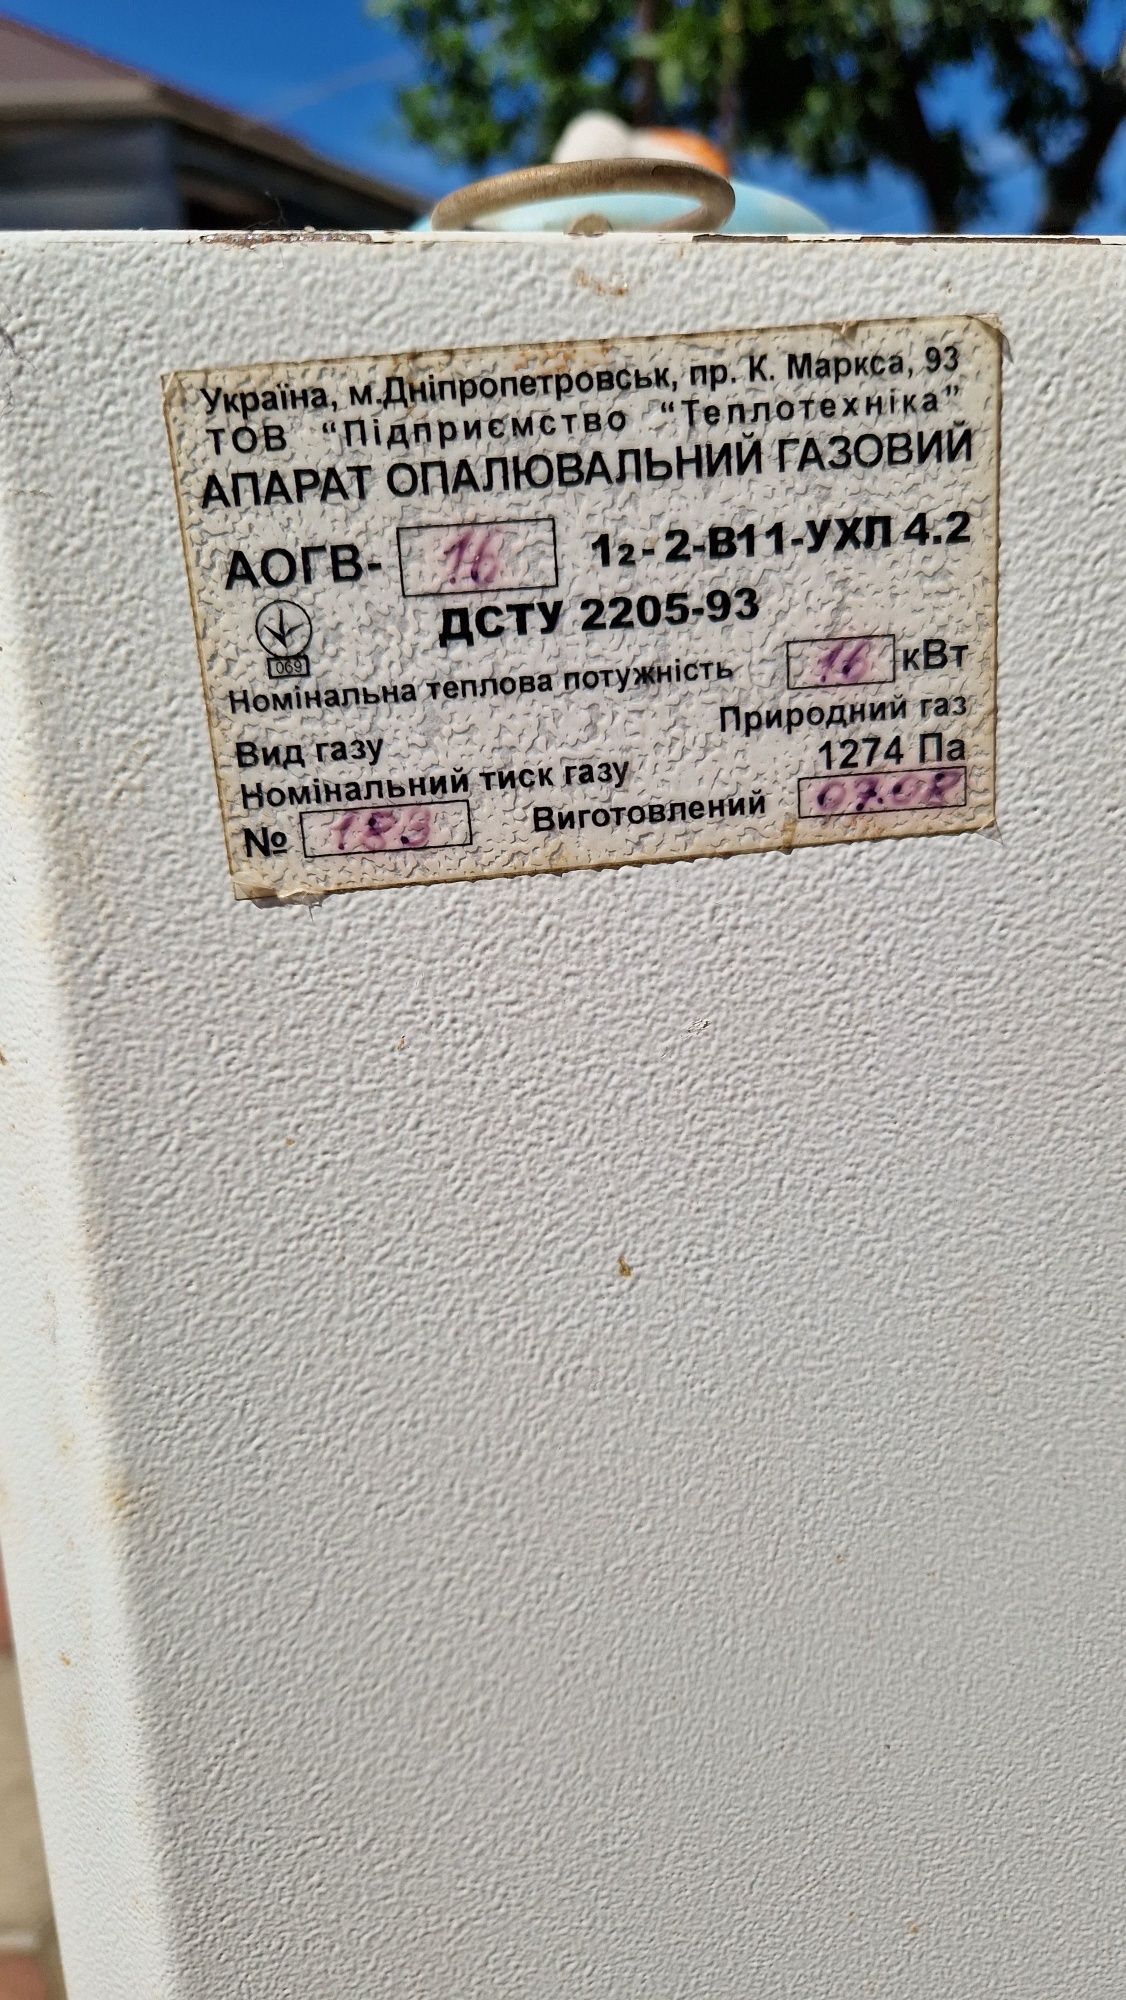 Україна, м.Дніпропетровськ, пр. К. Маркса, 93
ТОВ “Підприємство “Теплотехніка”
АПАРАТ ОПАЛЮВАЛЬНИЙ ГАЗОВИЙ
АОГВ- 16 1₂- 2-В11-УХЛ 4.2
ДСТУ 2205-93
069
Номінальна теплова потужність 16 кВт
Вид газу Природний газ
Номінальний тиск газу 1274 Па
№ 183 Виготовлений 07.08